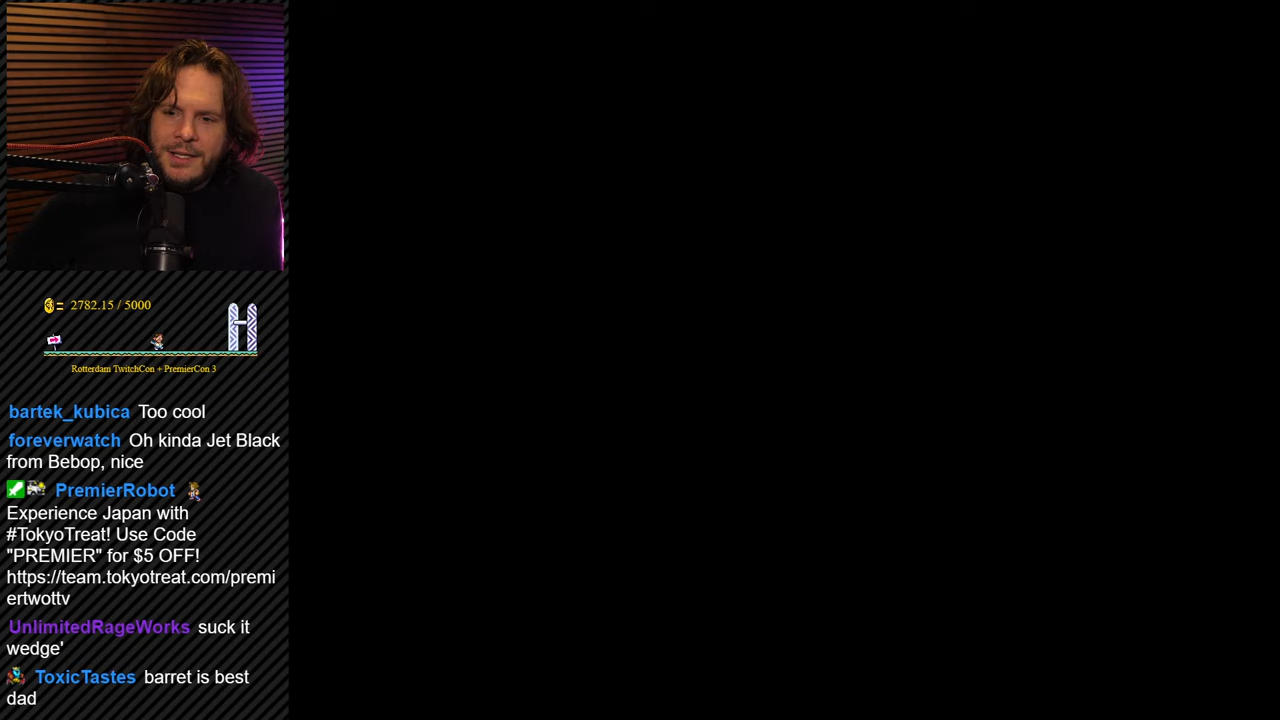 2782.15 / 5000
Rotterdam TwitchCon + PremierCon 3
bartek_kubica Too cool
foreverwatch Oh kinda Jet Black
from Bebop, nice
PremierRobot
Experience Japan with
#TokyoTreat! Use Code
"PREMIER" for $5 OFF!
https://team.tokyotreat.com/premi
ertwottv
UnlimitedRageWorks suck it
wedge'
ToxicTastes barret is best
dad